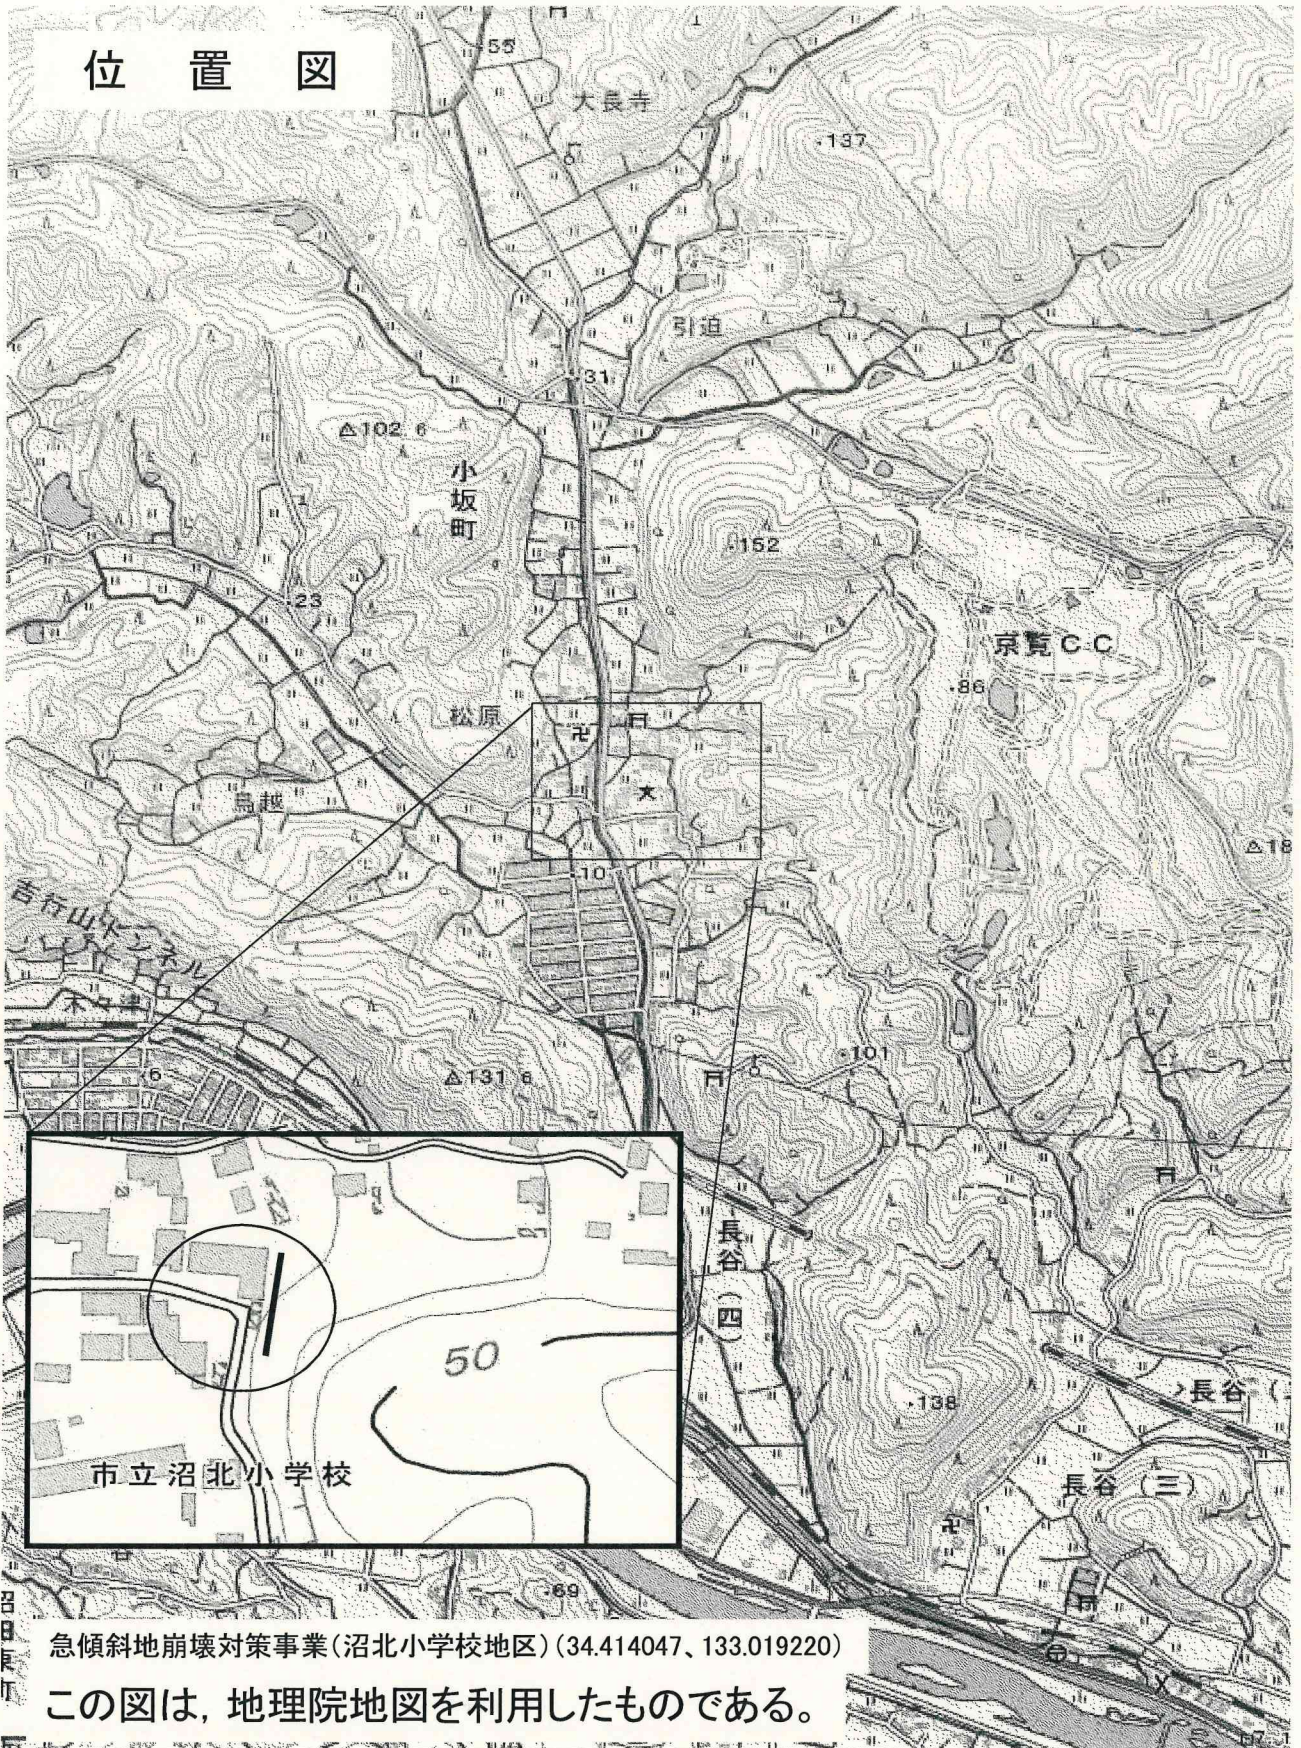 位置図
55
大長寺
137
引迫
31
102.6
小坂町
152
23
京覧CC
86
松原
鳥越
文
10
吉行山トンネル
木々津
6
131.6
101
長谷(四)
50
138
市立沼北小学校
長谷(三)
69
急傾斜地崩壊対策事業(沼北小学校地区)(34.414047、133.019220)
この図は,地理院地図を利用したものである。